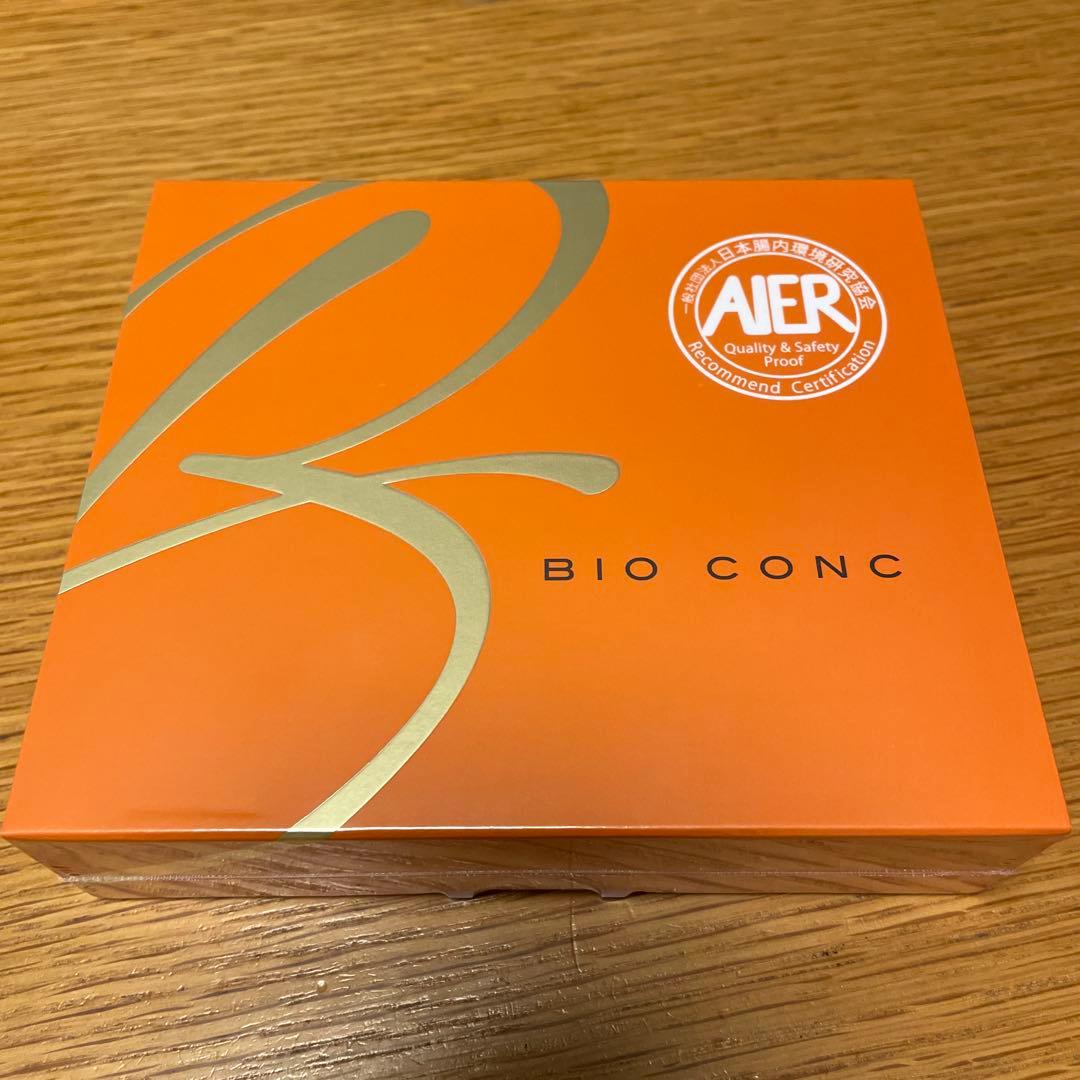 一般社団法人日本腸内環境研究協会
AIER
Quality & Safety
Proof
Recommend Certification
BIO CONC